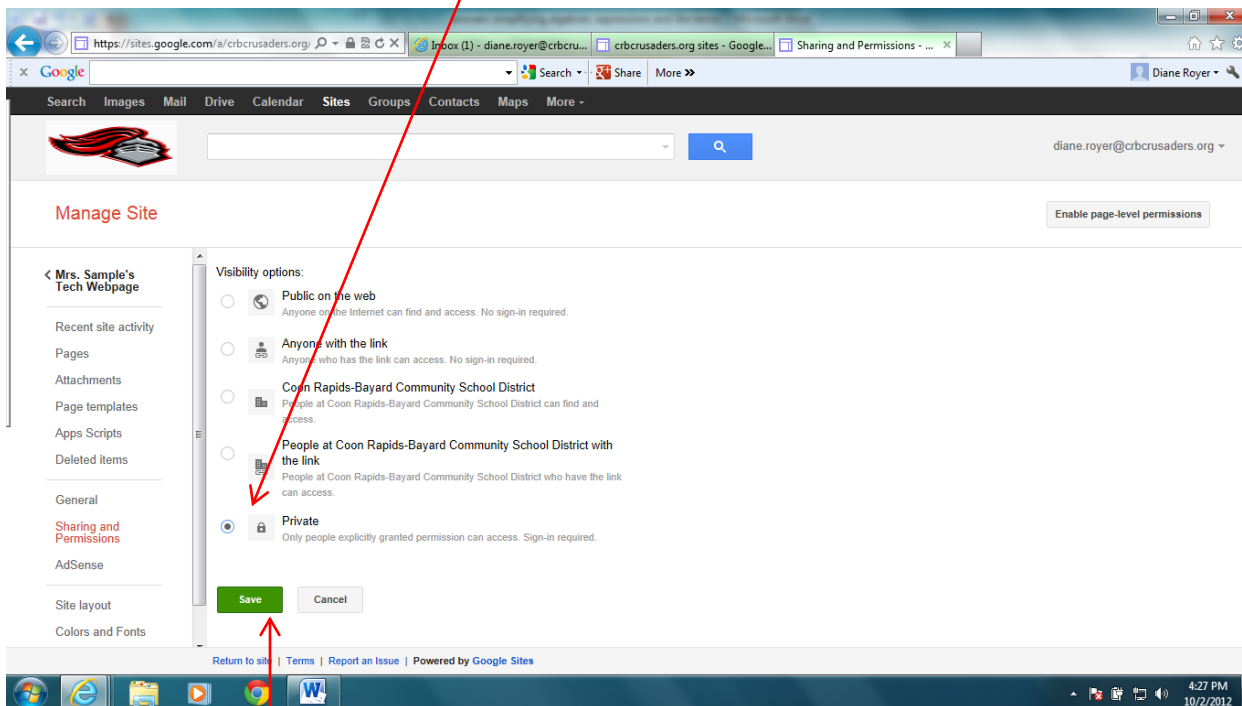 https://sites.google.com/a/crbcrusaders.org/
Inbox (1) - diane.royer@crbcru...
crbcrusaders.org sites - Google...
Sharing and Permissions - ...
x Google
Search
Share
More »
Diane Royer
Search Images Mail Drive Calendar Sites Groups Contacts Maps More
diane.royer@crbcrusaders.org
Manage Site
Enable page-level permissions
Mrs. Sample's
Tech Webpage
Recent site activity
Pages
Attachments
Page templates
Apps Scripts
Deleted items
General
Sharing and
Permissions
AdSense
Site layout
Colors and Fonts
Visibility options:
Public on the web
Anyone on the Internet can find and access. No sign-in required.
Anyone with the link
Anyone who has the link can access. No sign-in required.
Coon Rapids-Bayard Community School District
People at Coon Rapids-Bayard Community School District can find and
access.
People at Coon Rapids-Bayard Community School District with
the link
People at Coon Rapids-Bayard Community School District who have the link
can access.
Private
Only people explicitly granted permission can access. Sign-in required.
Save Cancel
Return to site | Terms | Report an Issue | Powered by Google Sites
4:27 PM
10/2/2012